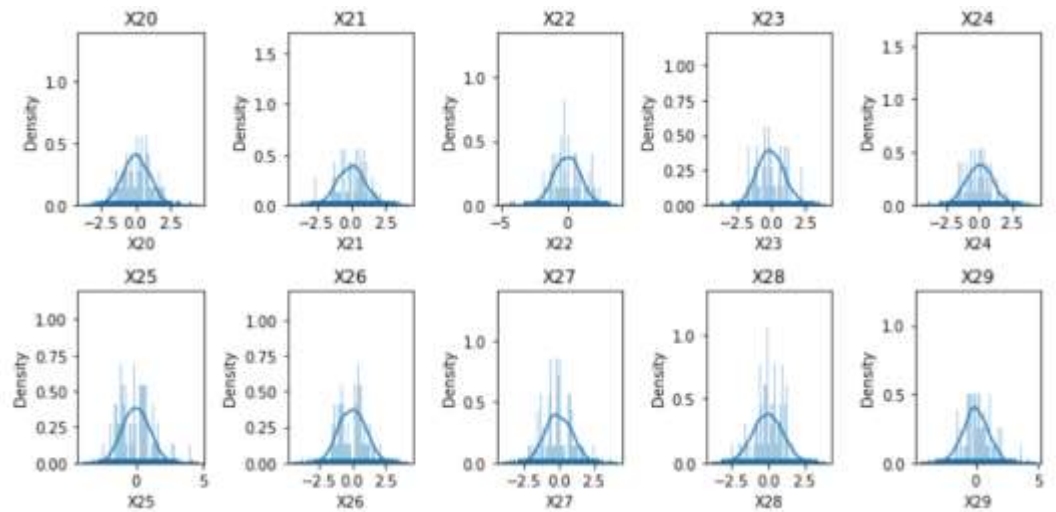 X20 X21 X22 X23 X24
Density 1.0 0.5 0.0 −2.5 0.0 2.5 X20
Density 1.5 1.0 0.5 0.0 −2.5 0.0 2.5 X21
Density 1.0 0.5 0.0 −5 0 X22
Density 1.00 0.75 0.50 0.25 0.00 −2.5 0.0 2.5 X23
Density 1.5 1.0 0.5 0.0 −2.5 0.0 2.5 X24
X25 X26 X27 X28 X29
Density 1.00 0.75 0.50 0.25 0.00 0 5 X25
Density 1.00 0.75 0.50 0.25 0.00 −2.5 0.0 2.5 X26
Density 1.0 0.5 0.0 −2.5 0.0 2.5 X27
Density 1.0 0.5 0.0 −2.5 0.0 2.5 X28
Density 1.0 0.5 0.0 0 5 X29